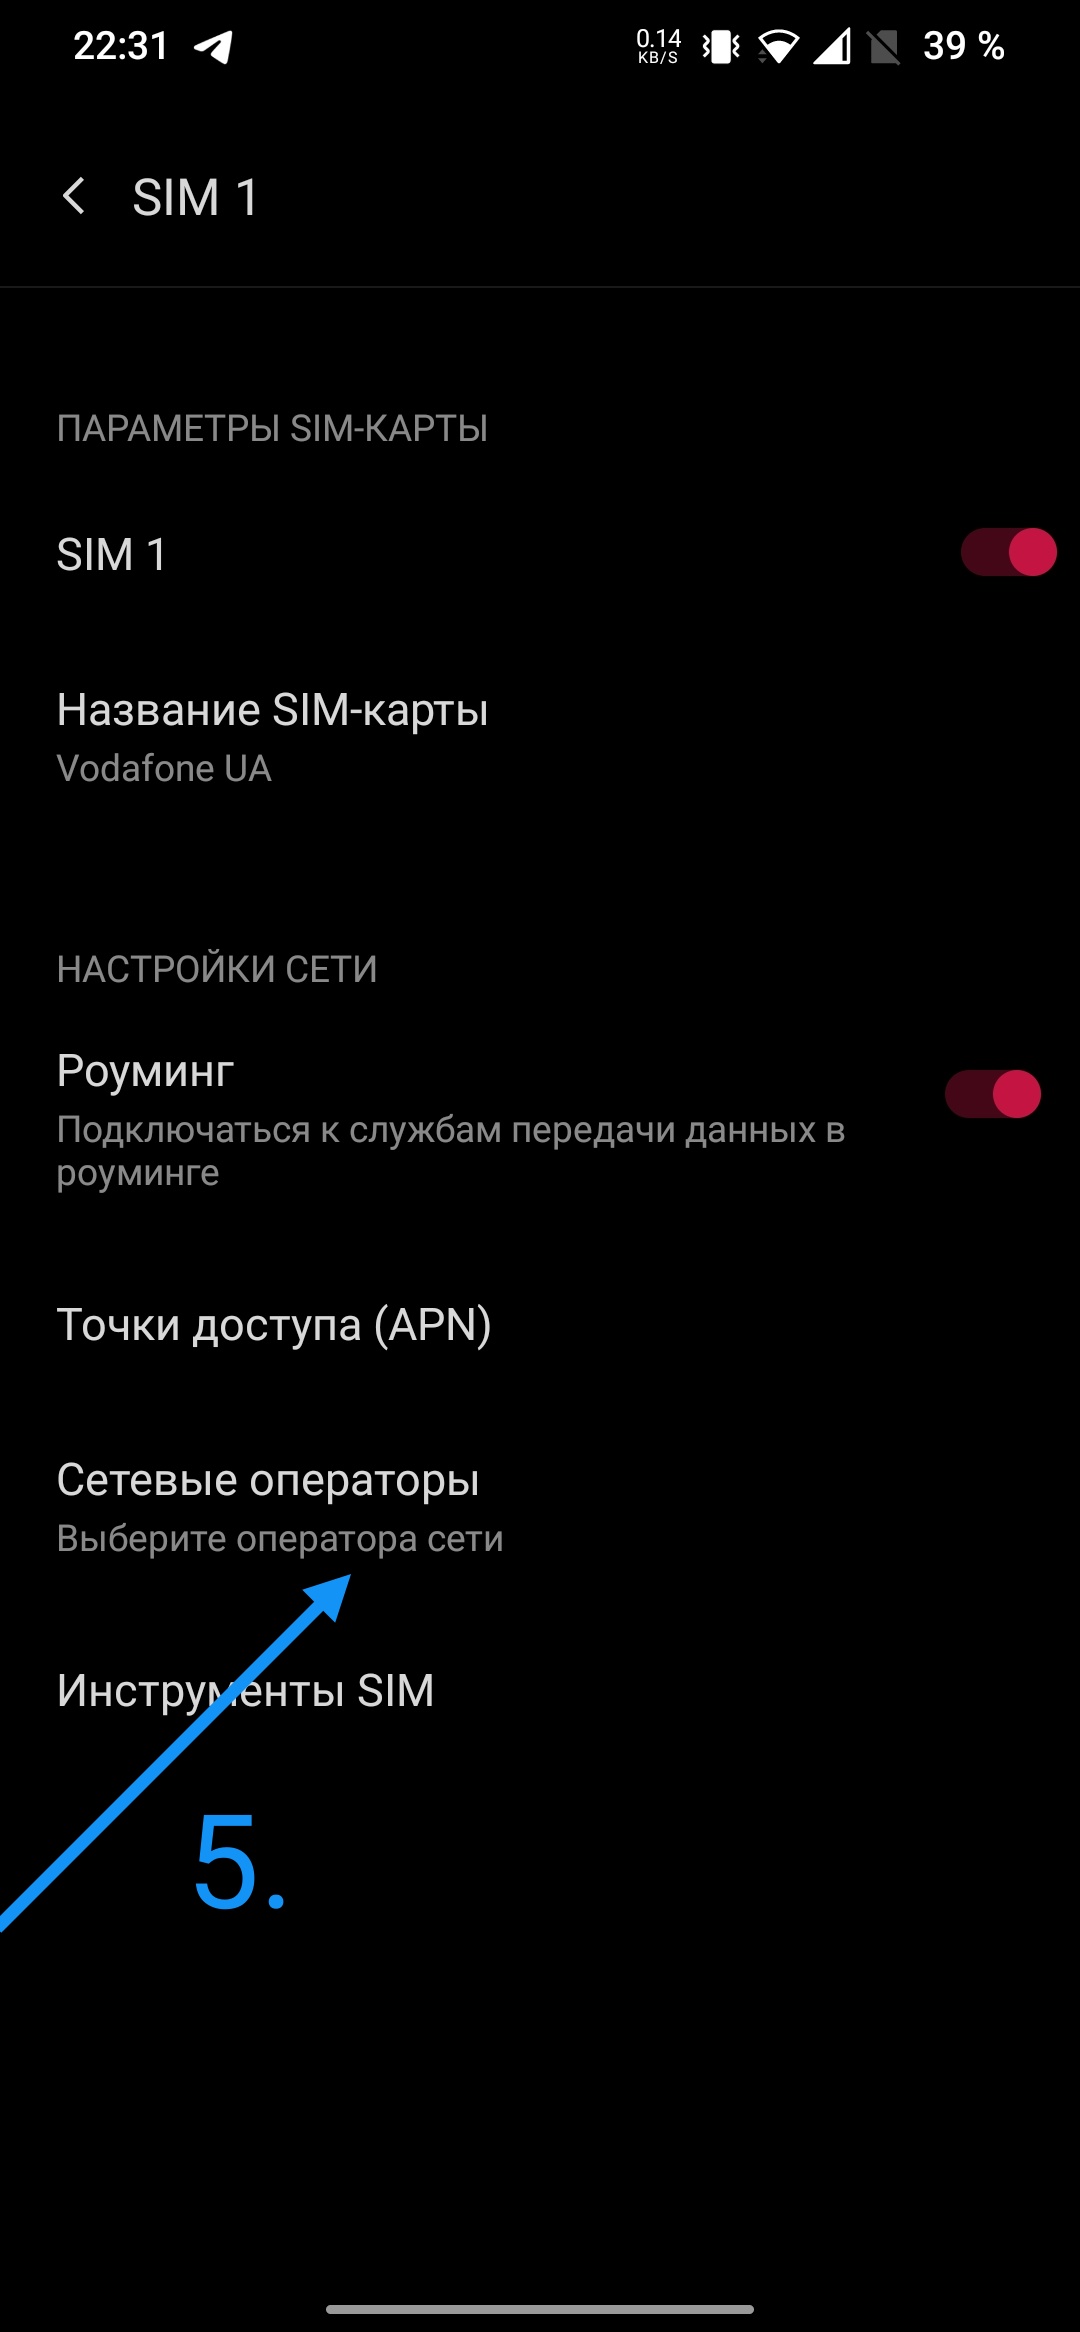 22:31 0.14 KB/S 39 %
SIM 1
ПАРАМЕТРЫ SIM-КАРТЫ
SIM 1
Название SIM-карты
Vodafone UA
НАСТРОЙКИ СЕТИ
Роуминг
Подключаться к службам передачи данных в
роуминге
Точки доступа (APN)
Сетевые операторы
Выберите оператора сети
Инструменты SIM
5.